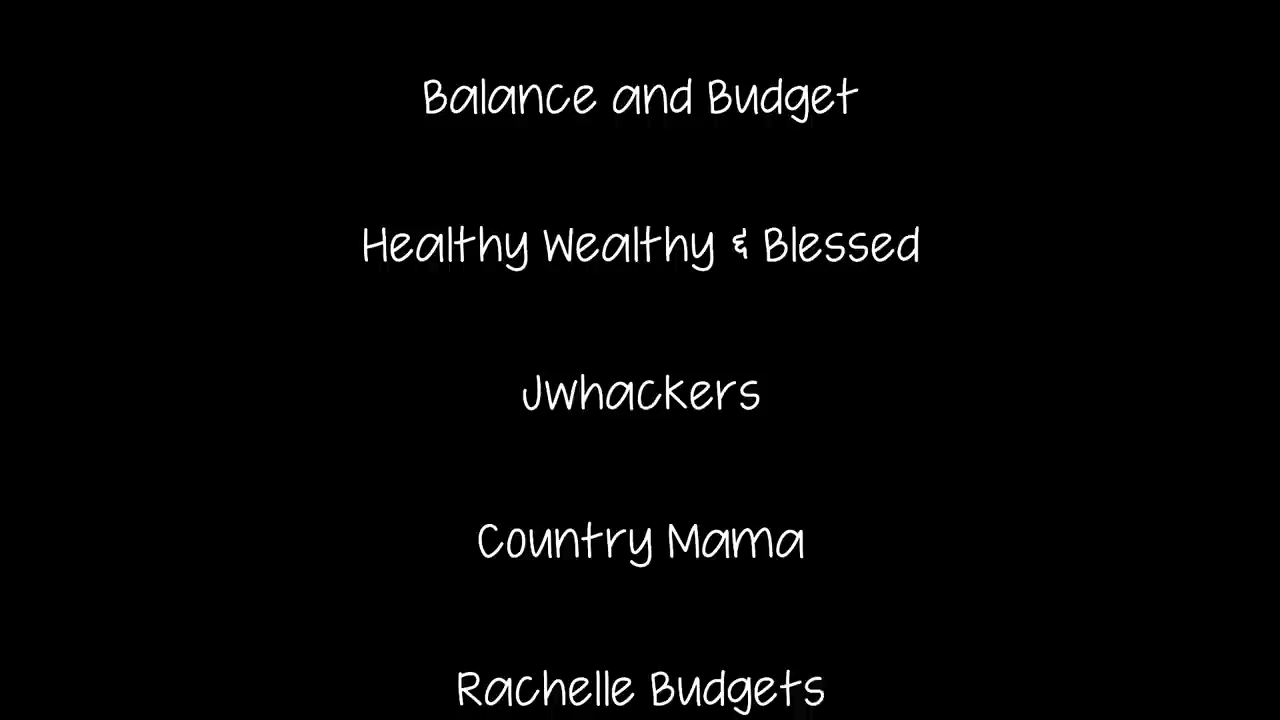 Balance and Budget
Healthy Wealthy & Blessed
Jwhackers
Country Mama
Rachelle Budgets